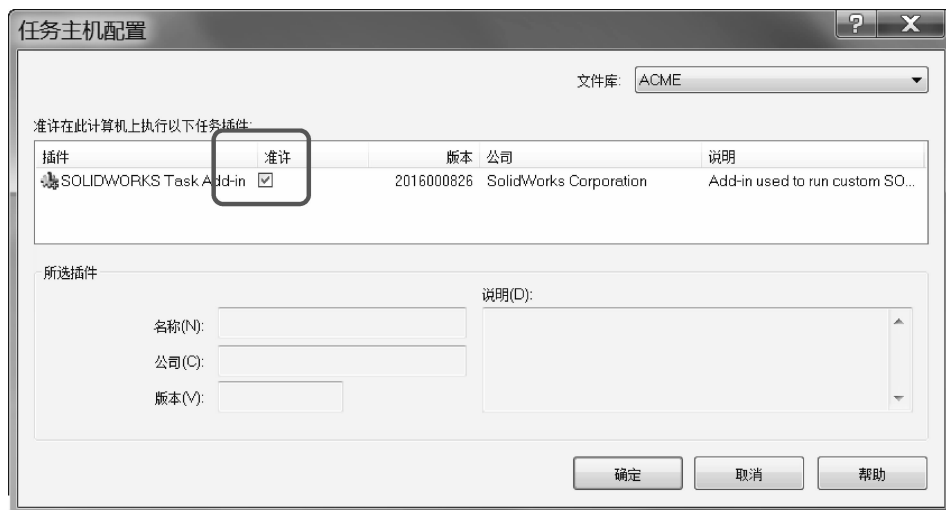 任务主机配置
文件库: ACME
准许在此计算机上执行以下任务插件:
插件 准许 版本 公司 说明
SOLIDWORKS Task Add-in 2016000826 SolidWorks Corporation Add-in used to run custom SO...
所选插件
说明(D):
名称(N):
公司(C):
版本(V):
确定 取消 帮助